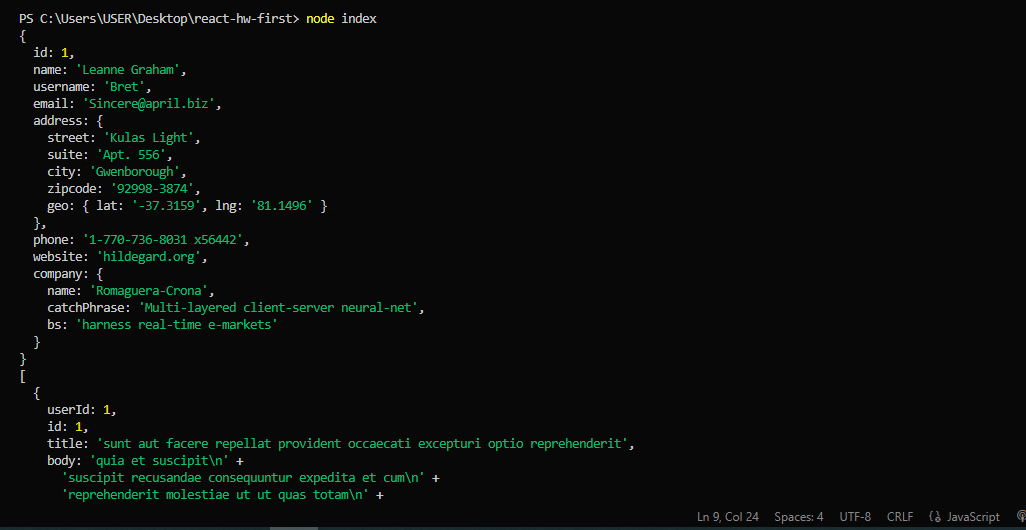 PS C:\Users\USER\Desktop\react-hw-first> node index
{
  id: 1,
  name: 'Leanne Graham',
  username: 'Bret',
  email: 'Sincere@april.biz',
  address: {
    street: 'Kulas Light',
    suite: 'Apt. 556',
    city: 'Gwenborough',
    zipcode: '92998-3874',
    geo: { lat: '-37.3159', lng: '81.1496' }
  },
  phone: '1-770-736-8031 x56442',
  website: 'hildegard.org',
  company: {
    name: 'Romaguera-Crona',
    catchPhrase: 'Multi-layered client-server neural-net',
    bs: 'harness real-time e-markets'
  }
}
[
  {
    userId: 1,
    id: 1,
    title: 'sunt aut facere repellat provident occaecati excepturi optio reprehenderit',
    body: 'quia et suscipit\n' +
      'suscipit recusandae consequuntur expedita et cum\n' +
      'reprehenderit molestiae ut ut quas totam\n' +
Ln 9, Col 24 Spaces: 4 UTF-8 CRLF {} JavaScript